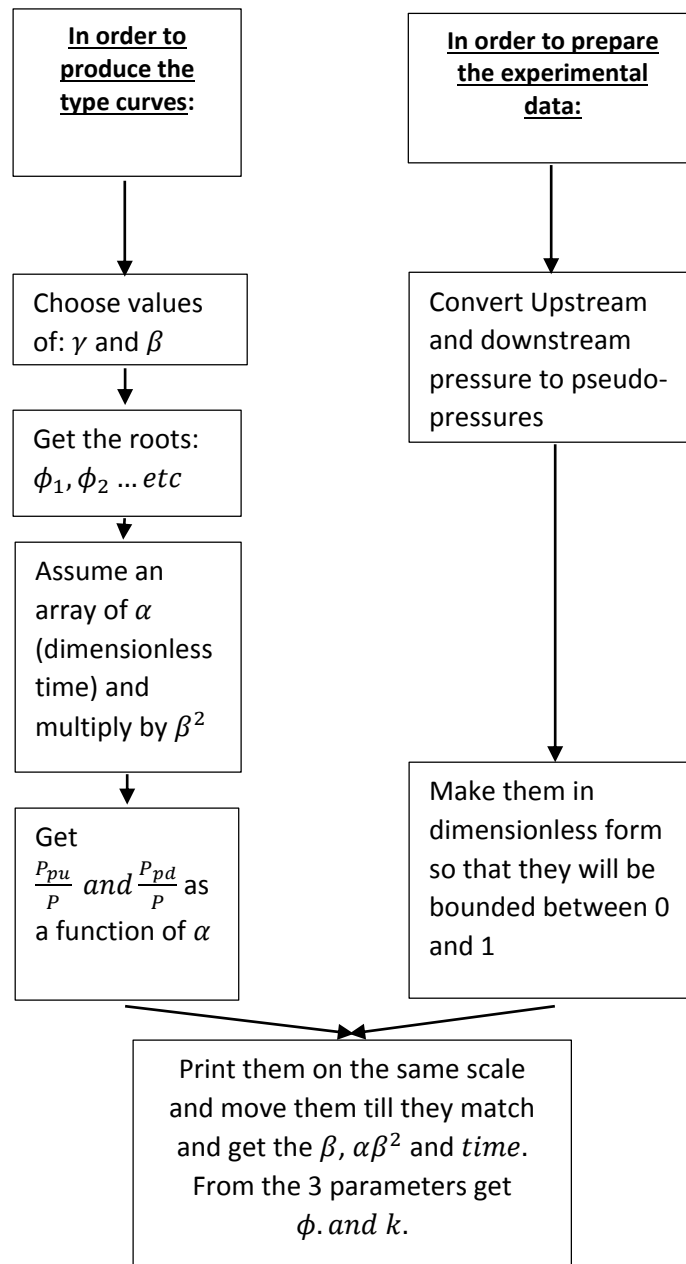 In order to
produce the
type curves:
Choose values
of: γ and β
Get the roots:
ϕ₁, ϕ₂ … etc
Assume an
array of α
(dimensionless
time) and
multiply by β²
Get
P_pu/P and P_pd/P as
a function of α
In order to prepare
the experimental
data:
Convert Upstream
and downstream
pressure to pseudo-
pressures
Make them in
dimensionless form
so that they will be
bounded between 0
and 1
Print them on the same scale
and move them till they match
and get the β, αβ² and time.
From the 3 parameters get
ϕ. and k.